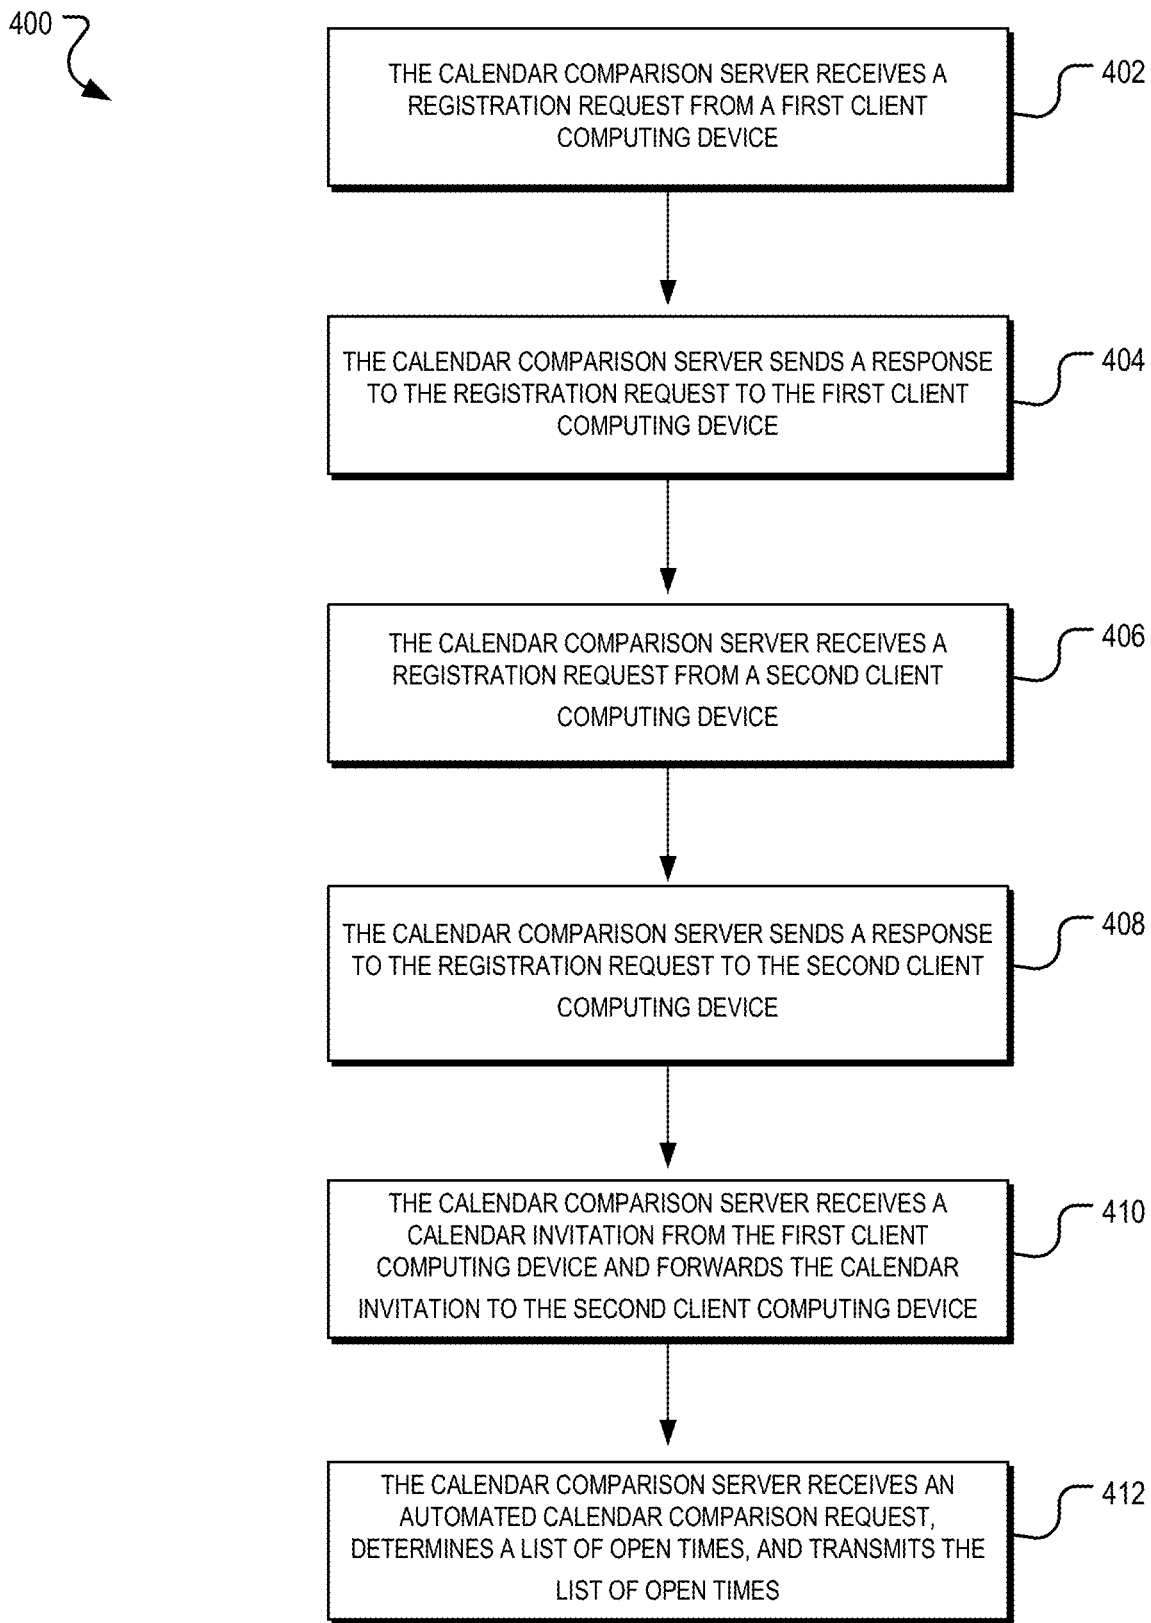 400
THE CALENDAR COMPARISON SERVER RECEIVES A
REGISTRATION REQUEST FROM A FIRST CLIENT
COMPUTING DEVICE
402
THE CALENDAR COMPARISON SERVER SENDS A RESPONSE
TO THE REGISTRATION REQUEST TO THE FIRST CLIENT
COMPUTING DEVICE
404
THE CALENDAR COMPARISON SERVER RECEIVES A
REGISTRATION REQUEST FROM A SECOND CLIENT
COMPUTING DEVICE
406
THE CALENDAR COMPARISON SERVER SENDS A RESPONSE
TO THE REGISTRATION REQUEST TO THE SECOND CLIENT
COMPUTING DEVICE
408
THE CALENDAR COMPARISON SERVER RECEIVES A
CALENDAR INVITATION FROM THE FIRST CLIENT
COMPUTING DEVICE AND FORWARDS THE CALENDAR
INVITATION TO THE SECOND CLIENT COMPUTING DEVICE
410
THE CALENDAR COMPARISON SERVER RECEIVES AN
AUTOMATED CALENDAR COMPARISON REQUEST,
DETERMINES A LIST OF OPEN TIMES, AND TRANSMITS THE
LIST OF OPEN TIMES
412